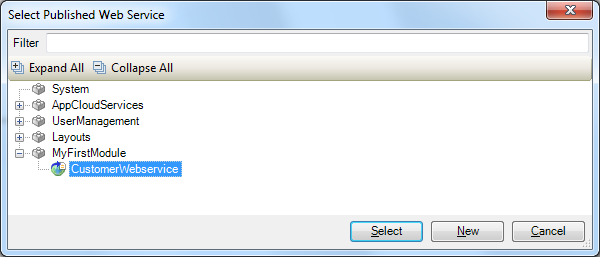 Select Published Web Service
Filter
Expand All Collapse All
System
AppCloudServices
UserManagement
Layouts
MyFirstModule
CustomerWebservice
Select New Cancel